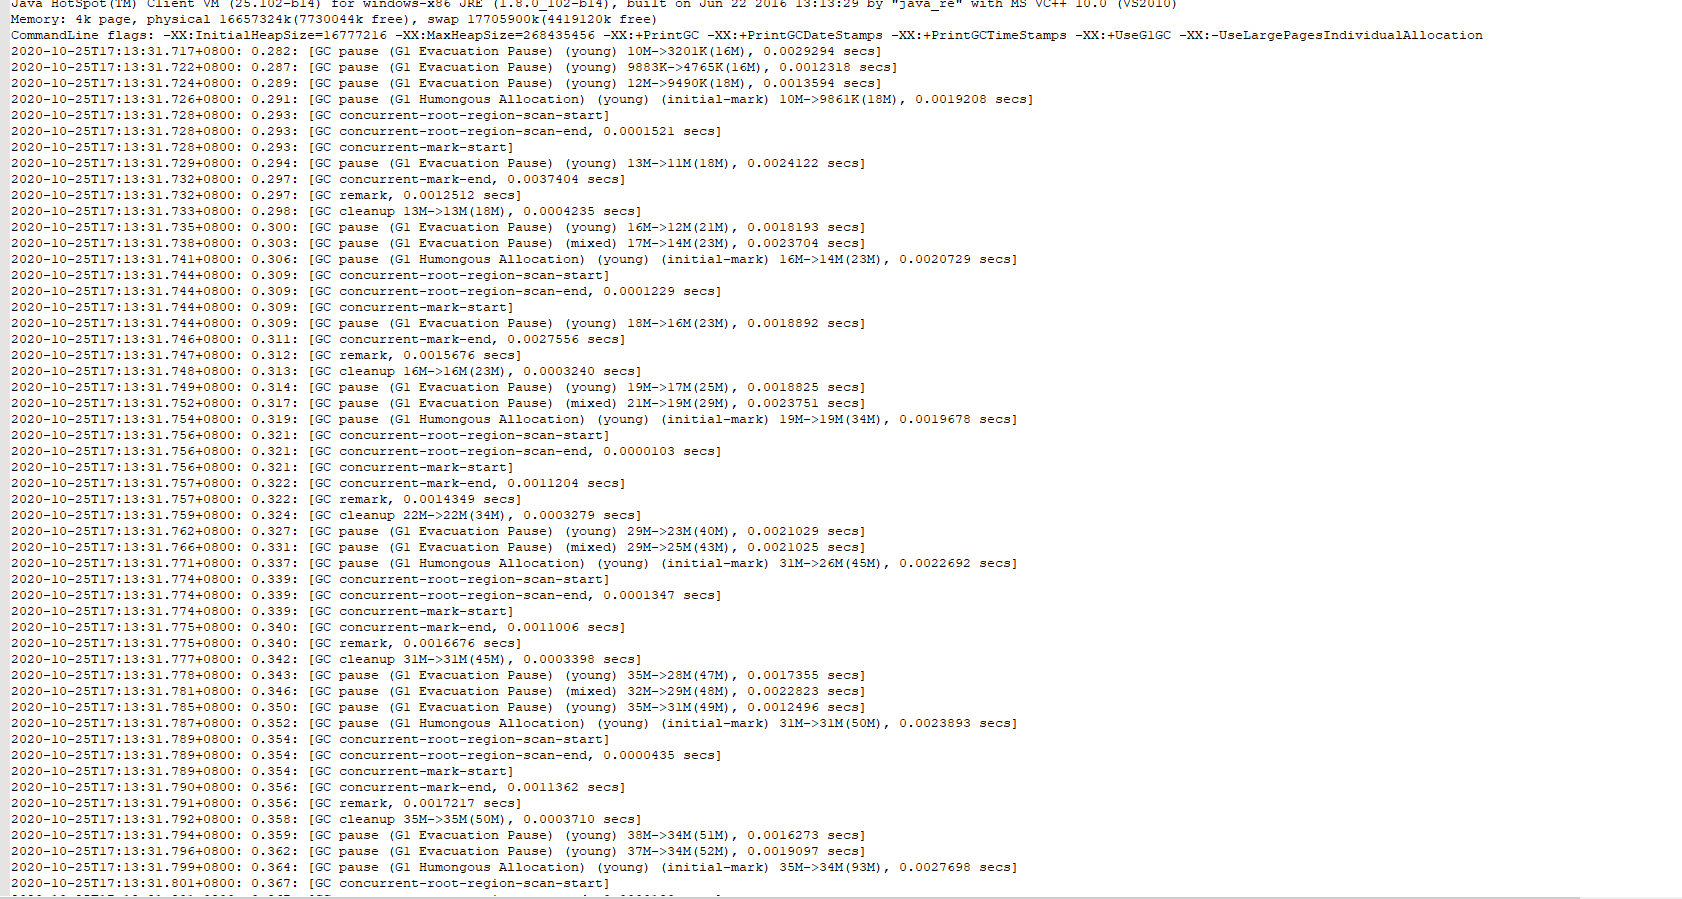 Java HotSpot(TM) Client VM (25.102-b14) for windows-x86 JRE (1.8.0_102-b14), built on Jun 22 2016 13:13:29 by "java_re" with MS VC++ 10.0 (VS2010)
Memory: 4k page, physical 16657324k(7730044k free), swap 17705900k(4419120k free)
CommandLine flags: -XX:InitialHeapSize=16777216 -XX:MaxHeapSize=268435456 -XX:+PrintGC -XX:+PrintGCDateStamps -XX:+PrintGCTimeStamps -XX:+UseG1GC -XX:-UseLargePagesIndividualAllocation
2020-10-25T17:13:31.717+0800: 0.282: [GC pause (G1 Evacuation Pause) (young) 10M->3201K(16M), 0.0029294 secs]
2020-10-25T17:13:31.722+0800: 0.287: [GC pause (G1 Evacuation Pause) (young) 9883K->4765K(16M), 0.0012318 secs]
2020-10-25T17:13:31.724+0800: 0.289: [GC pause (G1 Evacuation Pause) (young) 12M->9490K(18M), 0.0013594 secs]
2020-10-25T17:13:31.726+0800: 0.291: [GC pause (G1 Humongous Allocation) (young) (initial-mark) 10M->9861K(18M), 0.0019208 secs]
2020-10-25T17:13:31.728+0800: 0.293: [GC concurrent-root-region-scan-start]
2020-10-25T17:13:31.728+0800: 0.293: [GC concurrent-root-region-scan-end, 0.0001521 secs]
2020-10-25T17:13:31.728+0800: 0.293: [GC concurrent-mark-start]
2020-10-25T17:13:31.729+0800: 0.294: [GC pause (G1 Evacuation Pause) (young) 13M->11M(18M), 0.0024122 secs]
2020-10-25T17:13:31.732+0800: 0.297: [GC concurrent-mark-end, 0.0037404 secs]
2020-10-25T17:13:31.732+0800: 0.297: [GC remark, 0.0012512 secs]
2020-10-25T17:13:31.733+0800: 0.298: [GC cleanup 13M->13M(18M), 0.0004235 secs]
2020-10-25T17:13:31.735+0800: 0.300: [GC pause (G1 Evacuation Pause) (young) 16M->12M(21M), 0.0018193 secs]
2020-10-25T17:13:31.738+0800: 0.303: [GC pause (G1 Evacuation Pause) (mixed) 17M->14M(23M), 0.0023704 secs]
2020-10-25T17:13:31.741+0800: 0.306: [GC pause (G1 Humongous Allocation) (young) (initial-mark) 16M->14M(23M), 0.0020729 secs]
2020-10-25T17:13:31.744+0800: 0.309: [GC concurrent-root-region-scan-start]
2020-10-25T17:13:31.744+0800: 0.309: [GC concurrent-root-region-scan-end, 0.0001229 secs]
2020-10-25T17:13:31.744+0800: 0.309: [GC concurrent-mark-start]
2020-10-25T17:13:31.744+0800: 0.309: [GC pause (G1 Evacuation Pause) (young) 18M->16M(23M), 0.0018892 secs]
2020-10-25T17:13:31.746+0800: 0.311: [GC concurrent-mark-end, 0.0027556 secs]
2020-10-25T17:13:31.747+0800: 0.312: [GC remark, 0.0015676 secs]
2020-10-25T17:13:31.748+0800: 0.313: [GC cleanup 16M->16M(23M), 0.0003240 secs]
2020-10-25T17:13:31.749+0800: 0.314: [GC pause (G1 Evacuation Pause) (young) 19M->17M(25M), 0.0018825 secs]
2020-10-25T17:13:31.752+0800: 0.317: [GC pause (G1 Evacuation Pause) (mixed) 21M->19M(29M), 0.0023751 secs]
2020-10-25T17:13:31.754+0800: 0.319: [GC pause (G1 Humongous Allocation) (young) (initial-mark) 19M->19M(34M), 0.0019678 secs]
2020-10-25T17:13:31.756+0800: 0.321: [GC concurrent-root-region-scan-start]
2020-10-25T17:13:31.756+0800: 0.321: [GC concurrent-root-region-scan-end, 0.0000103 secs]
2020-10-25T17:13:31.756+0800: 0.321: [GC concurrent-mark-start]
2020-10-25T17:13:31.757+0800: 0.322: [GC concurrent-mark-end, 0.0011204 secs]
2020-10-25T17:13:31.757+0800: 0.322: [GC remark, 0.0014349 secs]
2020-10-25T17:13:31.759+0800: 0.324: [GC cleanup 22M->22M(34M), 0.0003279 secs]
2020-10-25T17:13:31.762+0800: 0.327: [GC pause (G1 Evacuation Pause) (young) 29M->23M(40M), 0.0021029 secs]
2020-10-25T17:13:31.766+0800: 0.331: [GC pause (G1 Evacuation Pause) (mixed) 29M->25M(43M), 0.0021025 secs]
2020-10-25T17:13:31.771+0800: 0.337: [GC pause (G1 Humongous Allocation) (young) (initial-mark) 31M->26M(45M), 0.0022692 secs]
2020-10-25T17:13:31.774+0800: 0.339: [GC concurrent-root-region-scan-start]
2020-10-25T17:13:31.774+0800: 0.339: [GC concurrent-root-region-scan-end, 0.0001347 secs]
2020-10-25T17:13:31.774+0800: 0.339: [GC concurrent-mark-start]
2020-10-25T17:13:31.775+0800: 0.340: [GC concurrent-mark-end, 0.0011006 secs]
2020-10-25T17:13:31.775+0800: 0.340: [GC remark, 0.0016676 secs]
2020-10-25T17:13:31.777+0800: 0.342: [GC cleanup 31M->31M(45M), 0.0003398 secs]
2020-10-25T17:13:31.778+0800: 0.343: [GC pause (G1 Evacuation Pause) (young) 35M->28M(47M), 0.0017355 secs]
2020-10-25T17:13:31.781+0800: 0.346: [GC pause (G1 Evacuation Pause) (mixed) 32M->29M(48M), 0.0022823 secs]
2020-10-25T17:13:31.785+0800: 0.350: [GC pause (G1 Evacuation Pause) (young) 35M->31M(49M), 0.0012496 secs]
2020-10-25T17:13:31.787+0800: 0.352: [GC pause (G1 Humongous Allocation) (young) (initial-mark) 31M->31M(50M), 0.0023893 secs]
2020-10-25T17:13:31.789+0800: 0.354: [GC concurrent-root-region-scan-start]
2020-10-25T17:13:31.789+0800: 0.354: [GC concurrent-root-region-scan-end, 0.0000435 secs]
2020-10-25T17:13:31.789+0800: 0.354: [GC concurrent-mark-start]
2020-10-25T17:13:31.790+0800: 0.356: [GC concurrent-mark-end, 0.0011362 secs]
2020-10-25T17:13:31.791+0800: 0.356: [GC remark, 0.0017217 secs]
2020-10-25T17:13:31.792+0800: 0.358: [GC cleanup 35M->35M(50M), 0.0003710 secs]
2020-10-25T17:13:31.794+0800: 0.359: [GC pause (G1 Evacuation Pause) (young) 38M->34M(51M), 0.0016273 secs]
2020-10-25T17:13:31.796+0800: 0.362: [GC pause (G1 Evacuation Pause) (young) 37M->34M(52M), 0.0019097 secs]
2020-10-25T17:13:31.799+0800: 0.364: [GC pause (G1 Humongous Allocation) (young) (initial-mark) 35M->34M(93M), 0.0027698 secs]
2020-10-25T17:13:31.801+0800: 0.367: [GC concurrent-root-region-scan-start]